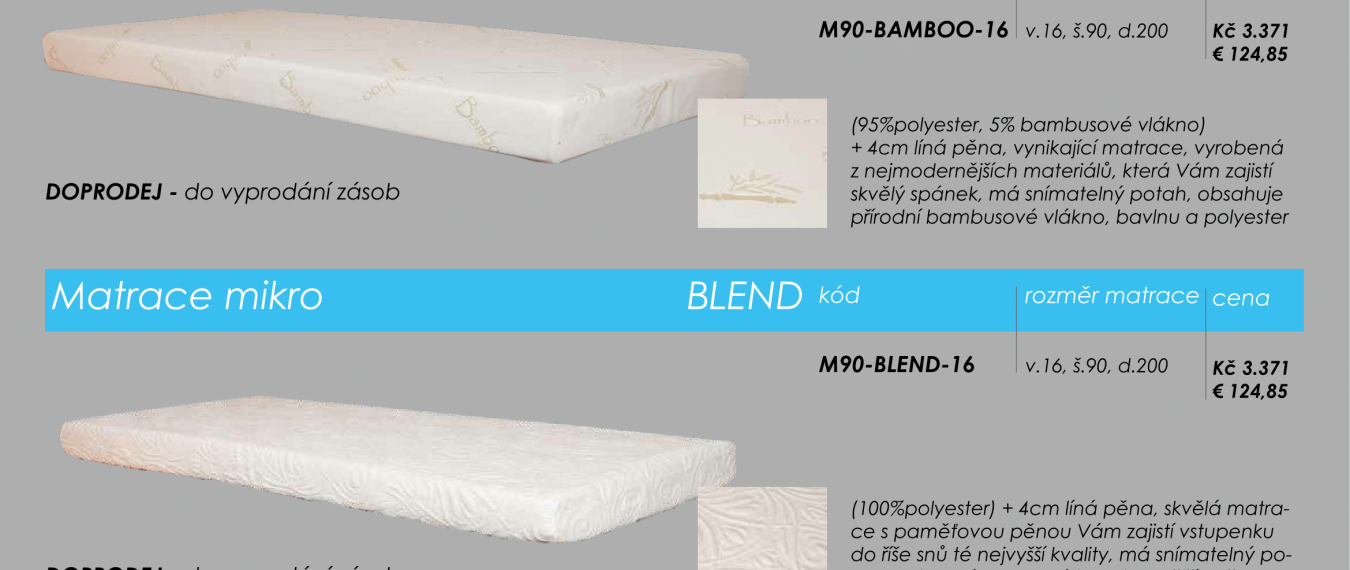 M90-BAMBOO-16 v.16, š.90, d.200 Kč 3.371
€ 124,85
(95%polyester, 5% bambusové vlákno)
+ 4cm líná pěna, vynikající matrace, vyrobená
z nejmodernějších materiálů, která Vám zajistí
skvělý spánek, má snímatelný potah, obsahuje
přírodní bambusové vlákno, bavlnu a polyester
Bamboo
DOPRODEJ - do vyprodání zásob
Matrace mikro BLEND kód rozměr matrace cena
M90-BLEND-16 v.16, š.90, d.200 Kč 3.371
€ 124,85
(100%polyester) + 4cm líná pěna, skvělá matra-
ce s paměťovou pěnou Vám zajistí vstupenku
do říše snů té nejvyšší kvality, má snímatelný po-